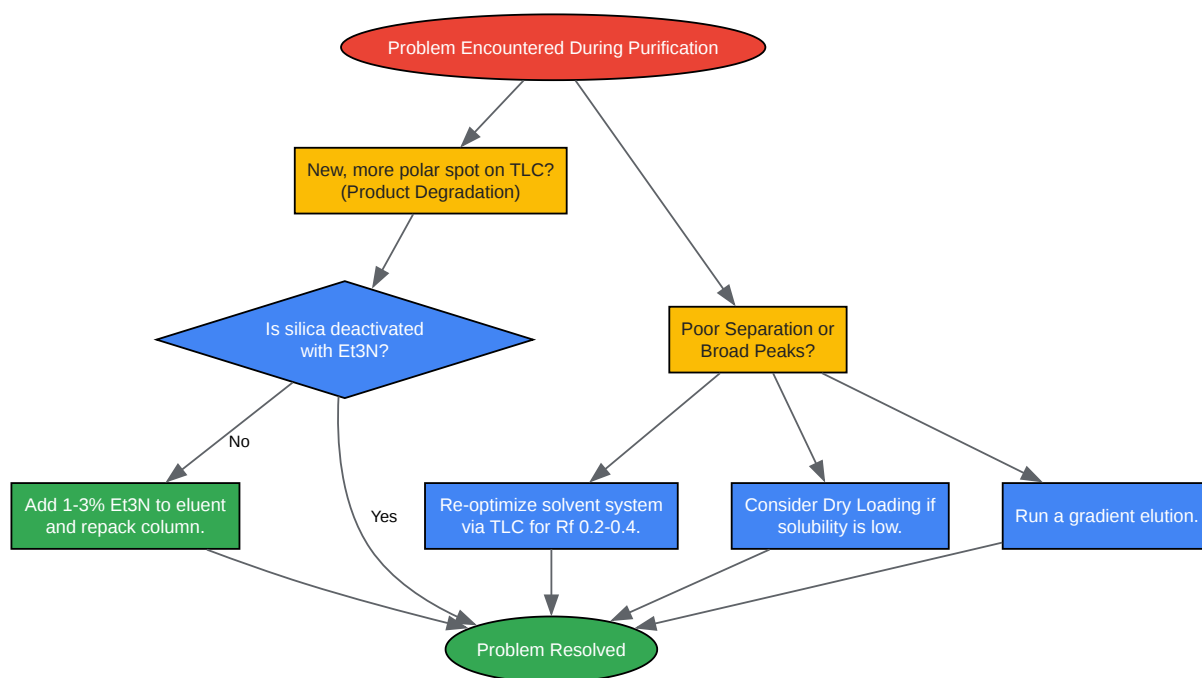 Problem Encountered During Purification
New, more polar spot on TLC?
(Product Degradation)
Is silica deactivated
with Et3N?
Poor Separation or
Broad Peaks?
No
Yes
Add 1-3% Et3N to eluent
and repack column.
Re-optimize solvent system
via TLC for Rf 0.2-0.4.
Consider Dry Loading if
solubility is low.
Run a gradient elution.
Problem Resolved